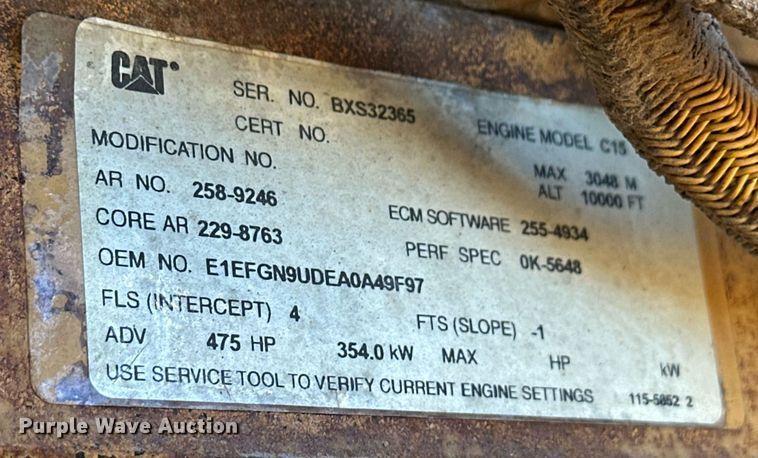 CAT
SER. NO. BXS32365 ENGINE MODEL C15
CERT NO.
MODIFICATION NO. MAX 3048 M
ALT 10000 FT
AR NO. 258-9246 ECM SOFTWARE 255-4934
CORE AR 229-8763 PERF SPEC 0K-5648
OEM NO. E1EFGN9UDEA0A49F97
FLS (INTERCEPT) 4 FTS (SLOPE) -1
ADV 475 HP 354.0 kW MAX HP kW
USE SERVICE TOOL TO VERIFY CURRENT ENGINE SETTINGS 115-5852 2
Purple Wave Auction